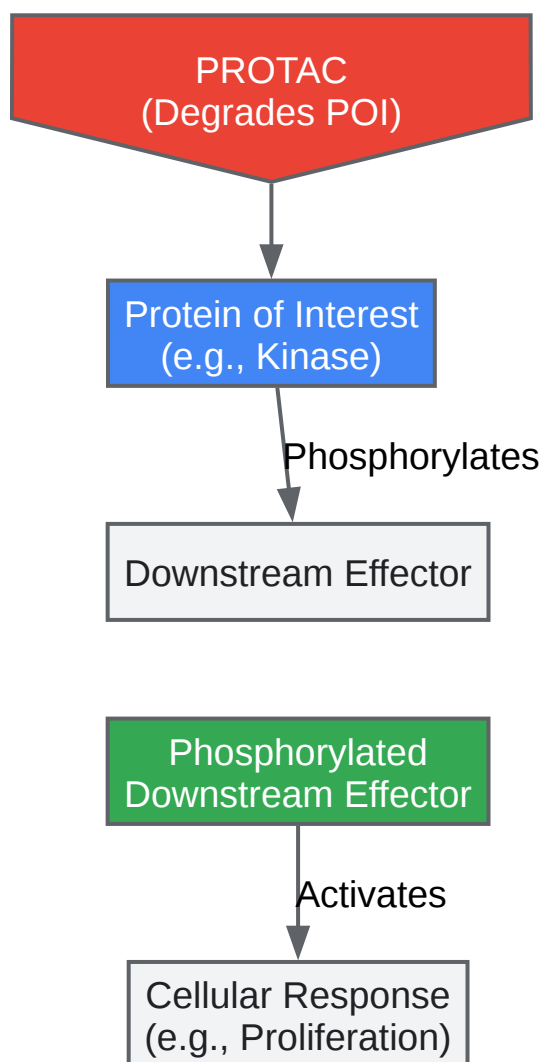 PROTAC
(Degrades POI)
Protein of Interest
(e.g., Kinase)
Phosphorylates
Downstream Effector
Phosphorylated
Downstream Effector
Activates
Cellular Response
(e.g., Proliferation)